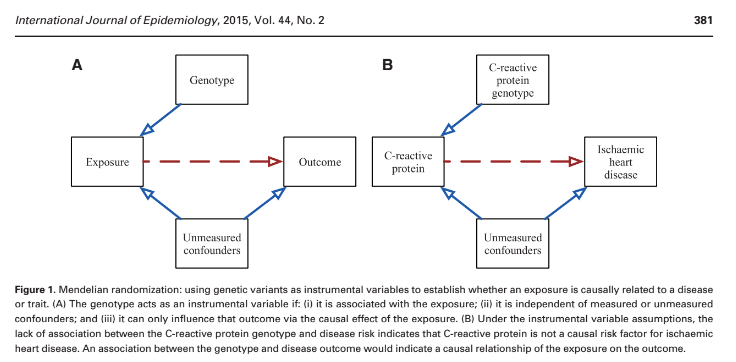 International Journal of Epidemiology, 2015, Vol. 44, No. 2
381
A
Genotype
Exposure
Outcome
Unmeasured
confounders
B
C-reactive
protein
genotype
C-reactive
protein
Ischaemic
heart
disease
Unmeasured
confounders
Figure 1. Mendelian randomization: using genetic variants as instrumental variables to establish whether an exposure is causally related to a disease
or trait. (A) The genotype acts as an instrumental variable if: (i) it is associated with the exposure; (ii) it is independent of measured or unmeasured
confounders; and (iii) it can only influence that outcome via the causal effect of the exposure. (B) Under the instrumental variable assumptions, the
lack of association between the C-reactive protein genotype and disease risk indicates that C-reactive protein is not a causal risk factor for ischaemic
heart disease. An association between the genotype and disease outcome would indicate a causal relationship of the exposure on the outcome.